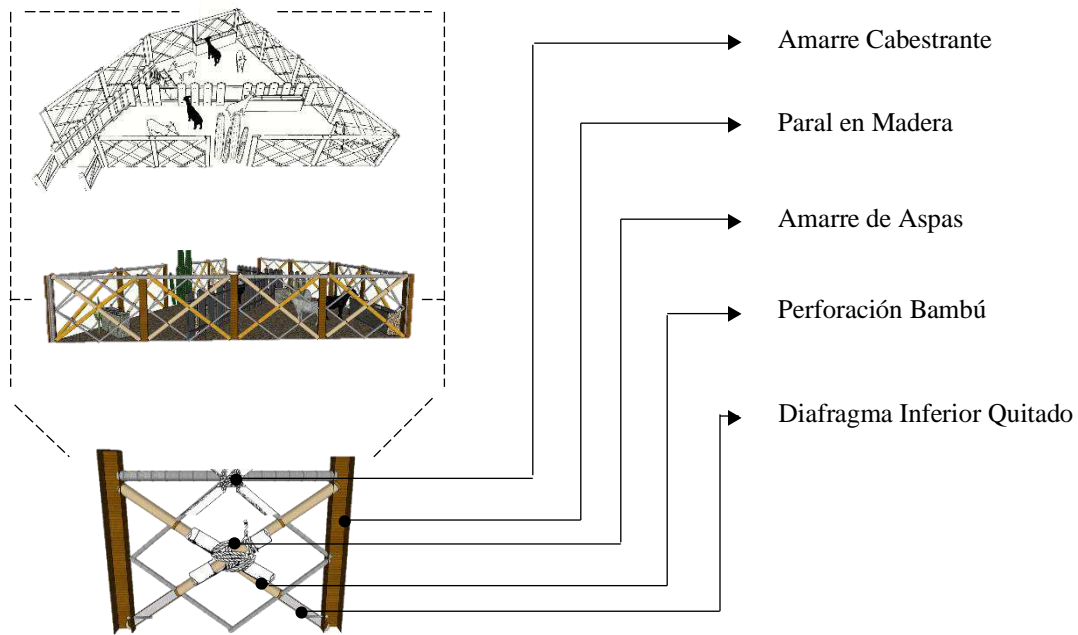 Amarre Cabestrante
Paral en Madera
Amarre de Aspas
Perforación Bambú
Diafragma Inferior Quitado